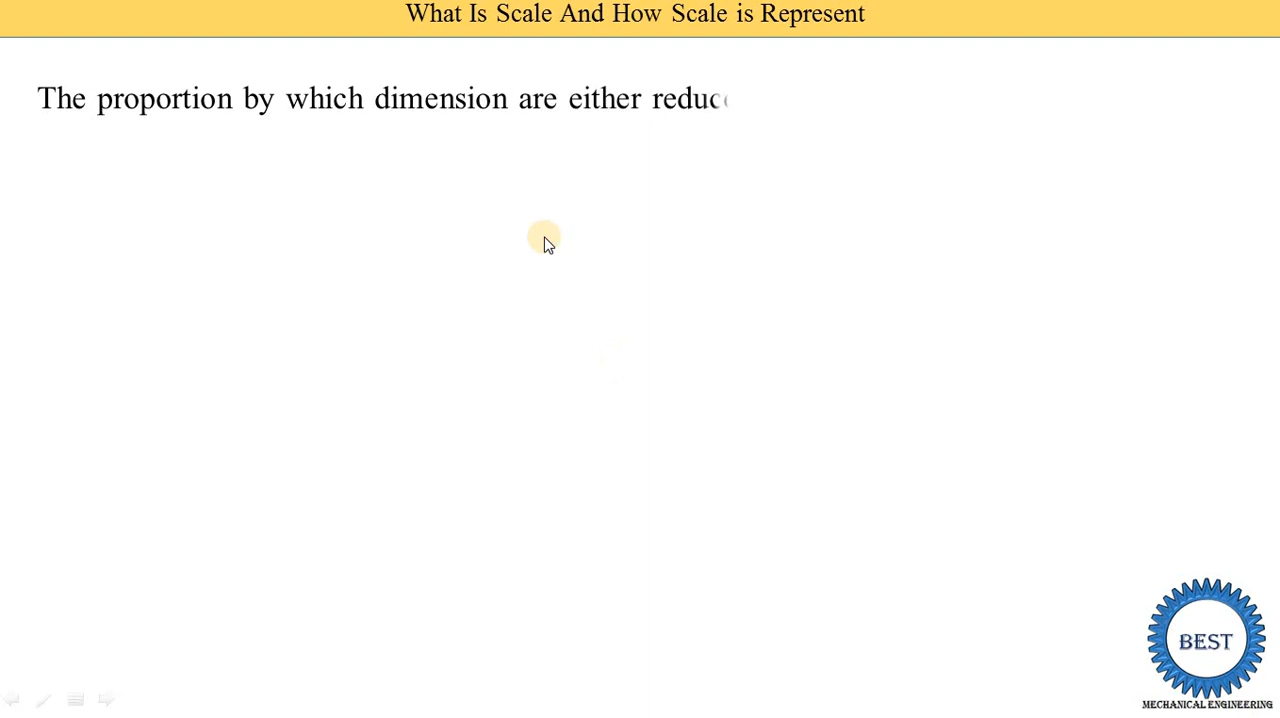 What Is Scale And How Scale is Represent
The proportion by which dimension are either
BEST
MECHANICAL ENGINEERING